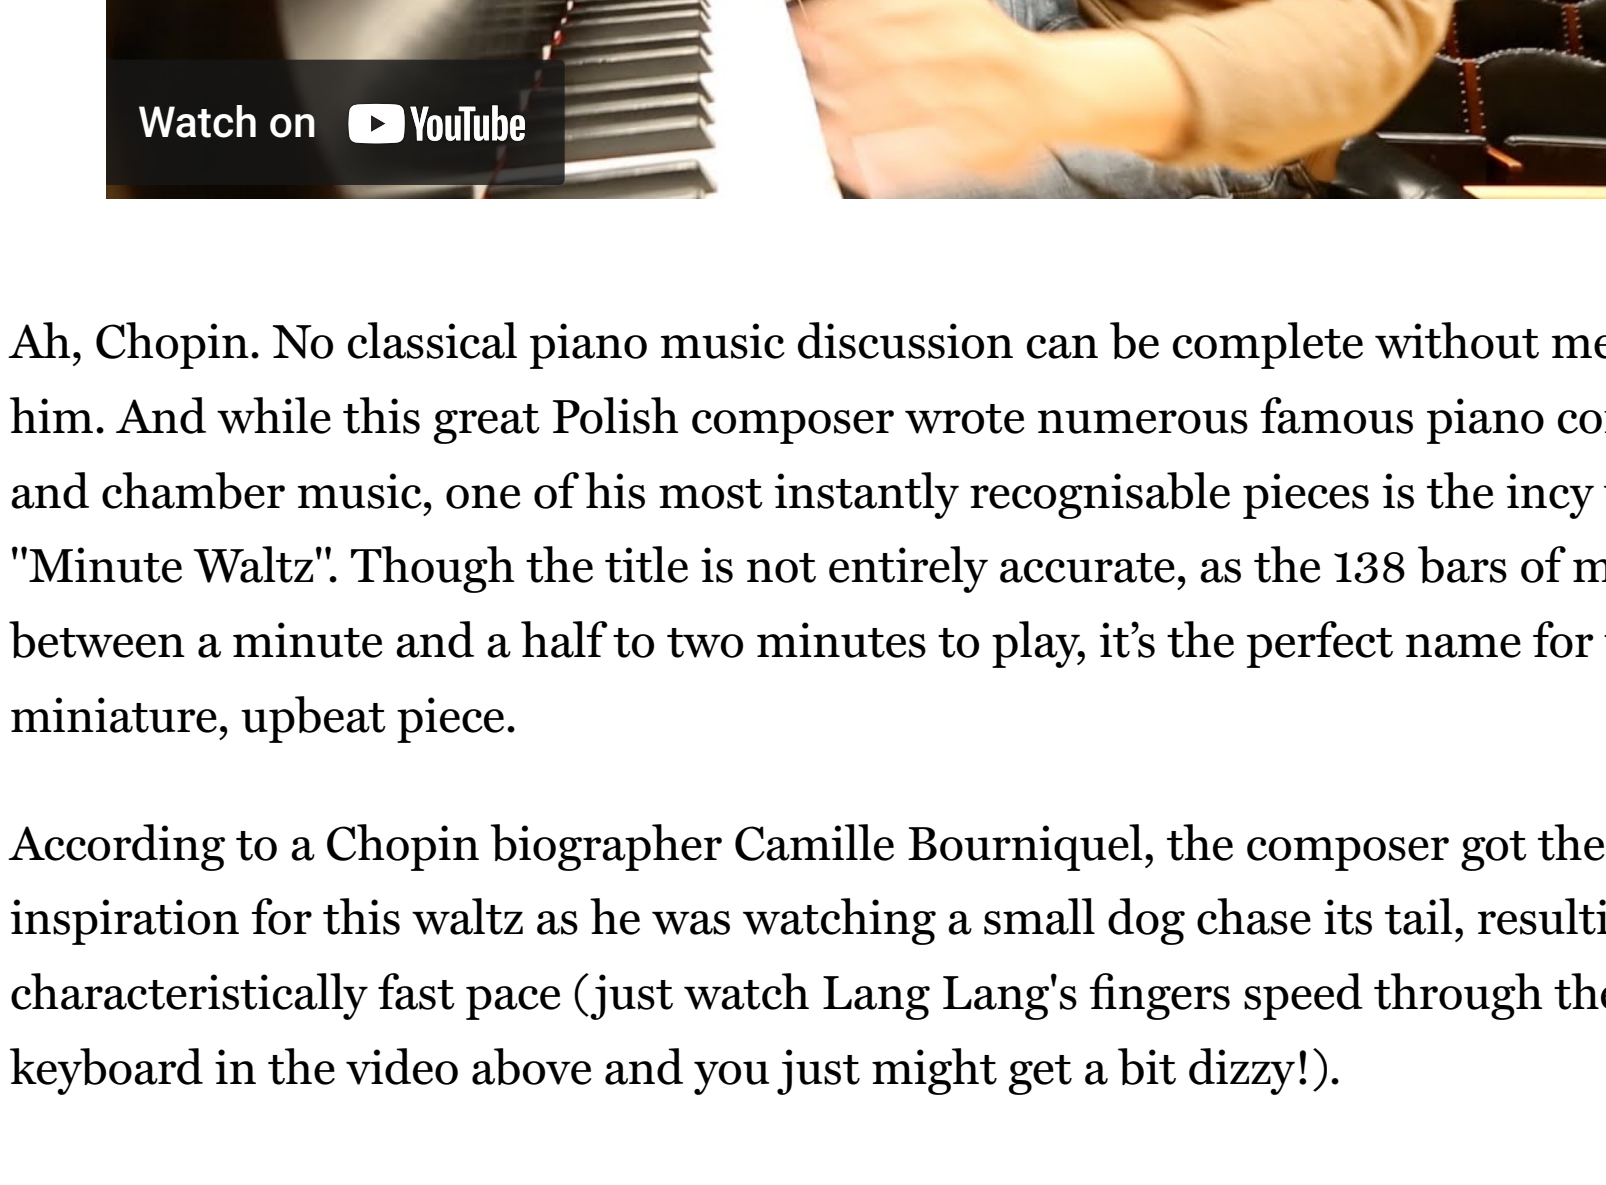 Watch on YouTube
Ah, Chopin. No classical piano music discussion can be complete without
him. And while this great Polish composer wrote numerous famous piano
and chamber music, one of his most instantly recognisable pieces is the incy
"Minute Waltz". Though the title is not entirely accurate, as the 138 bars of
between a minute and a half to two minutes to play, it’s the perfect name for
miniature, upbeat piece.
According to a Chopin biographer Camille Bourniquel, the composer got the
inspiration for this waltz as he was watching a small dog chase its tail,
characteristically fast pace (just watch Lang Lang's fingers speed through the
keyboard in the video above and you just might get a bit dizzy!).